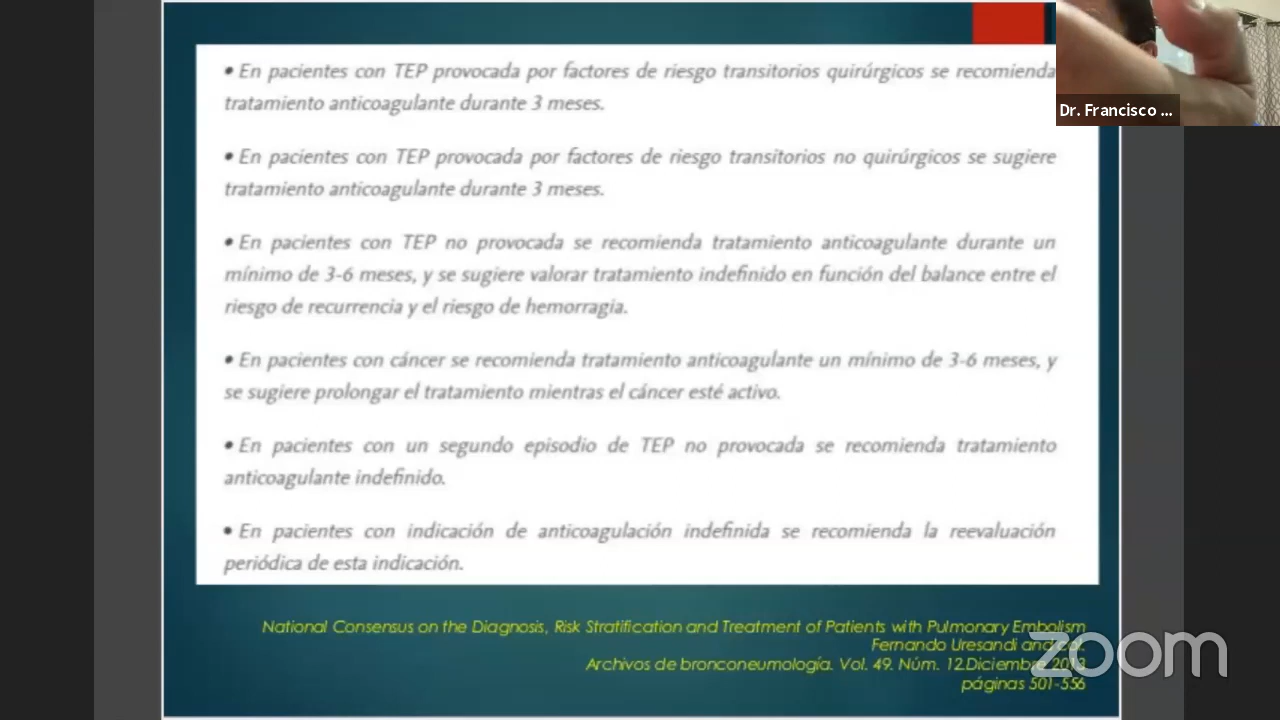 • En pacientes con TEP provocada por factores de riesgo transitorios quirúrgicos se recomienda
tratamiento anticoagulante durante 3 meses.
• En pacientes con TEP provocada por factores de riesgo transitorios no quirúrgicos se sugiere
tratamiento anticoagulante durante 3 meses.
• En pacientes con TEP no provocada se recomienda tratamiento anticoagulante durante un
mínimo de 3-6 meses, y se sugiere valorar tratamiento indefinido en función del balance entre el
riesgo de recurrencia y el riesgo de hemorragia.
• En pacientes con cáncer se recomienda tratamiento anticoagulante un mínimo de 3-6 meses, y
se sugiere prolongar el tratamiento mientras el cáncer esté activo.
• En pacientes con un segundo episodio de TEP no provocada se recomienda tratamiento
anticoagulante indefinido.
• En pacientes con indicación de anticoagulación indefinida se recomienda la reevaluación
periódica de esta indicación.
National Consensus on the Diagnosis, Risk Stratification and Treatment of Patients with Pulmonary Embolism
Fernando Uresandi and col.
Archivos de bronconeumología. Vol. 49. Núm. 12.Diciembre 2013
páginas 501-556
Dr. Francisco ...
zoom